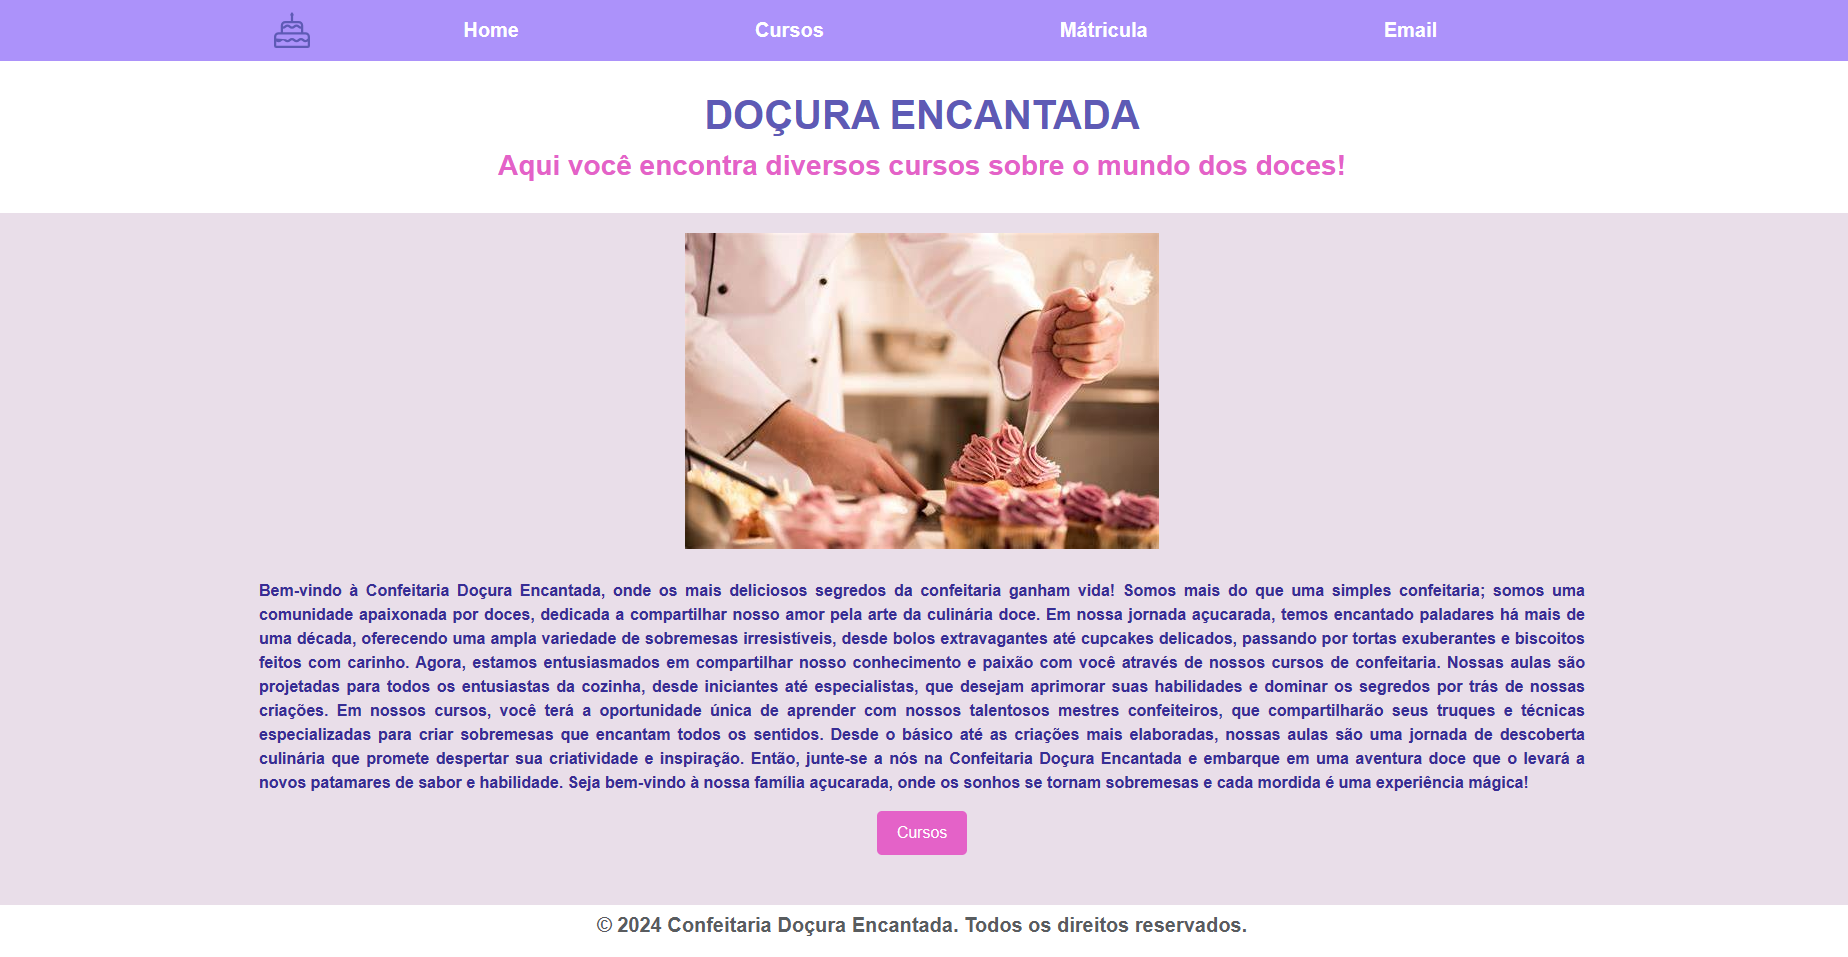 Home
Cursos
Mátricula
Email
DOÇURA ENCANTADA
Aqui você encontra diversos cursos sobre o mundo dos doces!
Bem-vindo à Confeitaria Doçura Encantada, onde os mais deliciosos segredos da confeitaria ganham vida! Somos mais do que uma simples confeitaria; somos uma
comunidade apaixonada por doces, dedicada a compartilhar nosso amor pela arte da culinária doce. Em nossa jornada açucarada, temos encantado paladares há mais de
uma década, oferecendo uma ampla variedade de sobremesas irresistíveis, desde bolos extravagantes até cupcakes delicados, passando por tortas exuberantes e biscoitos
feitos com carinho. Agora, estamos entusiasmados em compartilhar nosso conhecimento e paixão com você através de nossos cursos de confeitaria. Nossas aulas são
projetadas para todos os entusiastas da cozinha, desde iniciantes até especialistas, que desejam aprimorar suas habilidades e dominar os segredos por trás de nossas
criações. Em nossos cursos, você terá a oportunidade única de aprender com nossos talentosos mestres confeiteiros, que compartilharão seus truques e técnicas
especializadas para criar sobremesas que encantam todos os sentidos. Desde o básico até as criações mais elaboradas, nossas aulas são uma jornada de descoberta
culinária que promete despertar sua criatividade e inspiração. Então, junte-se a nós na Confeitaria Doçura Encantada e embarque em uma aventura doce que o levará a
novos patamares de sabor e habilidade. Seja bem-vindo à nossa família açucarada, onde os sonhos se tornam sobremesas e cada mordida é uma experiência mágica!
Cursos
© 2024 Confeitaria Doçura Encantada. Todos os direitos reservados.